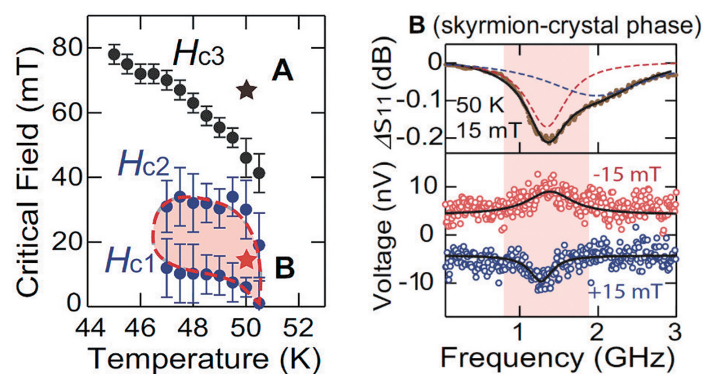 Critical Field (mT)
80
60
40
20
0
44 46 48 50 52
Temperature (K)
Hc3
A
Hc2
Hc1
B
B (skyrmion-crystal phase)
ΔS11 (dB)
0
-0.1
-0.2
50 K
15 mT
Voltage (nV)
10
0
-10
-15 mT
+15 mT
1 2 3
Frequency (GHz)